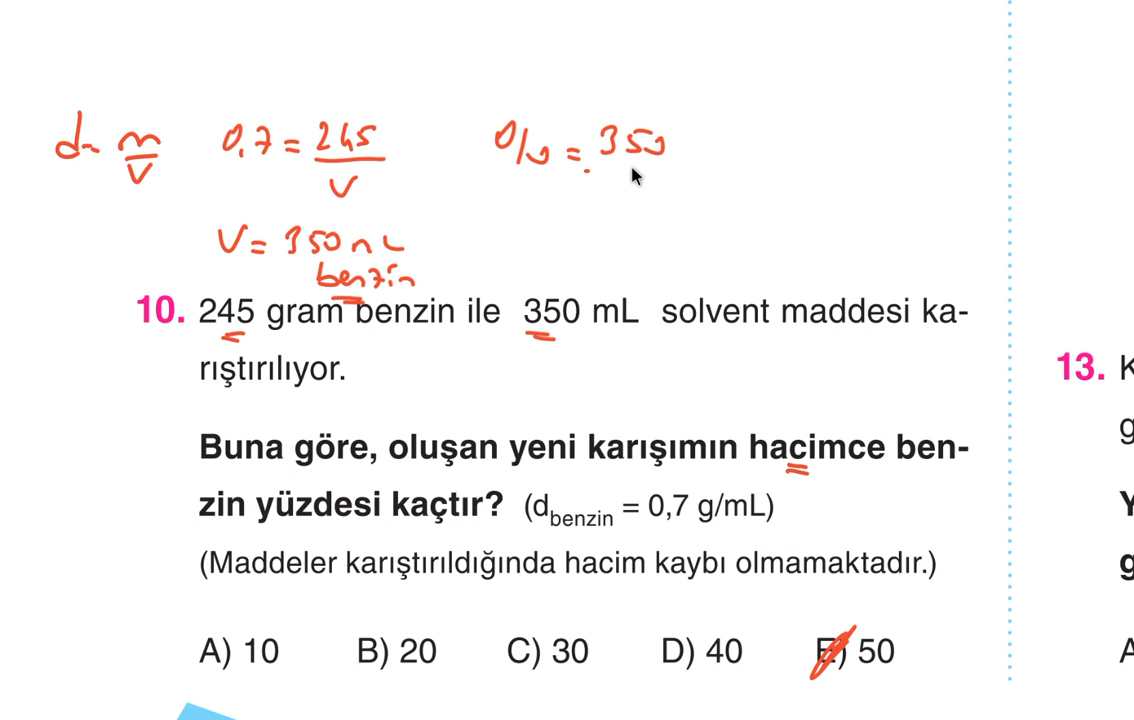 d= m/V 0,7 = 245/V % = 350
V = 350 mL
benzin
10. 245 gram benzin ile 350 mL solvent maddesi ka-
rıştırılıyor.
13. K
Buna göre, oluşan yeni karışımın hacimce ben-
g
zin yüzdesi kaçtır? (dbenzin = 0,7 g/mL)
Y
(Maddeler karıştırıldığında hacim kaybı olmamaktadır.)
g
A) 10 B) 20 C) 30 D) 40 E) 50
A